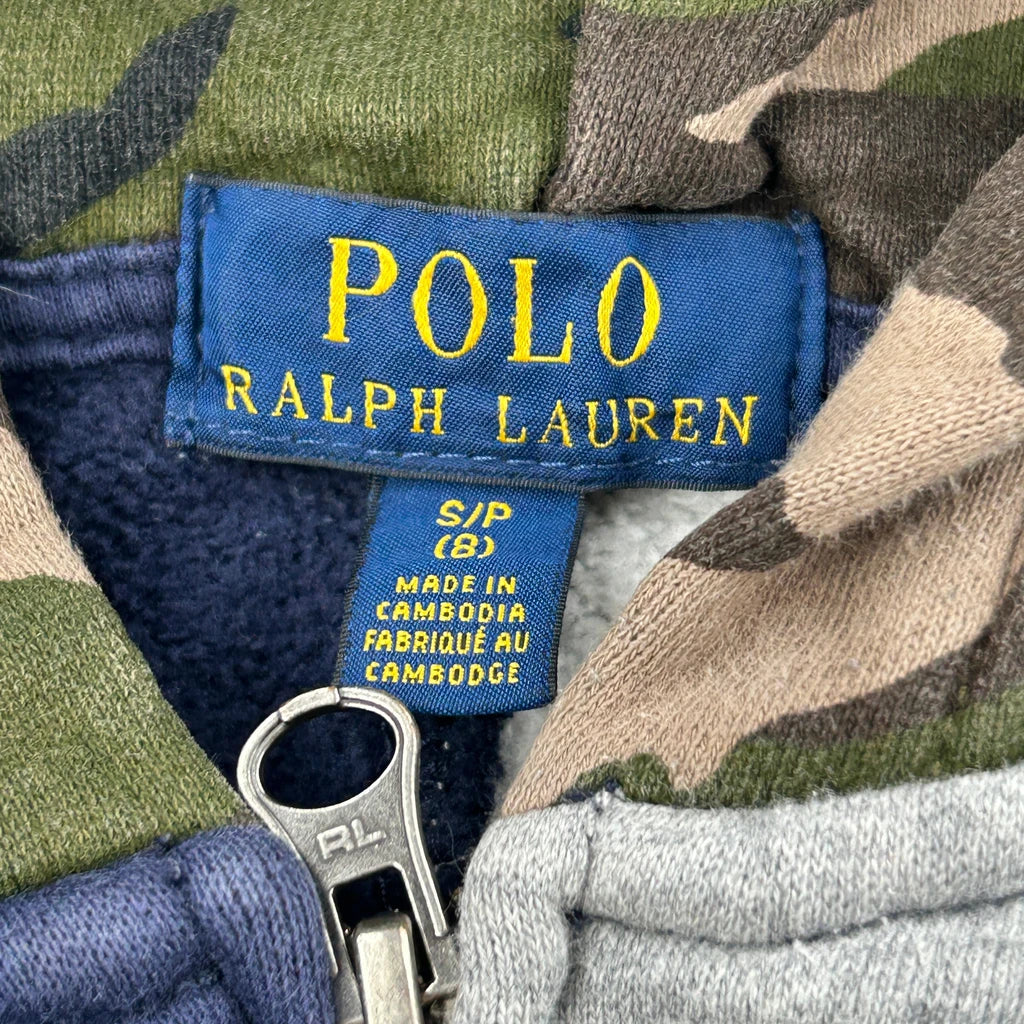 POLO
RALPH LAUREN
S/P
(8)
MADE IN
CAMBODIA
FABRIQUÉ AU
CAMBODGE
RL